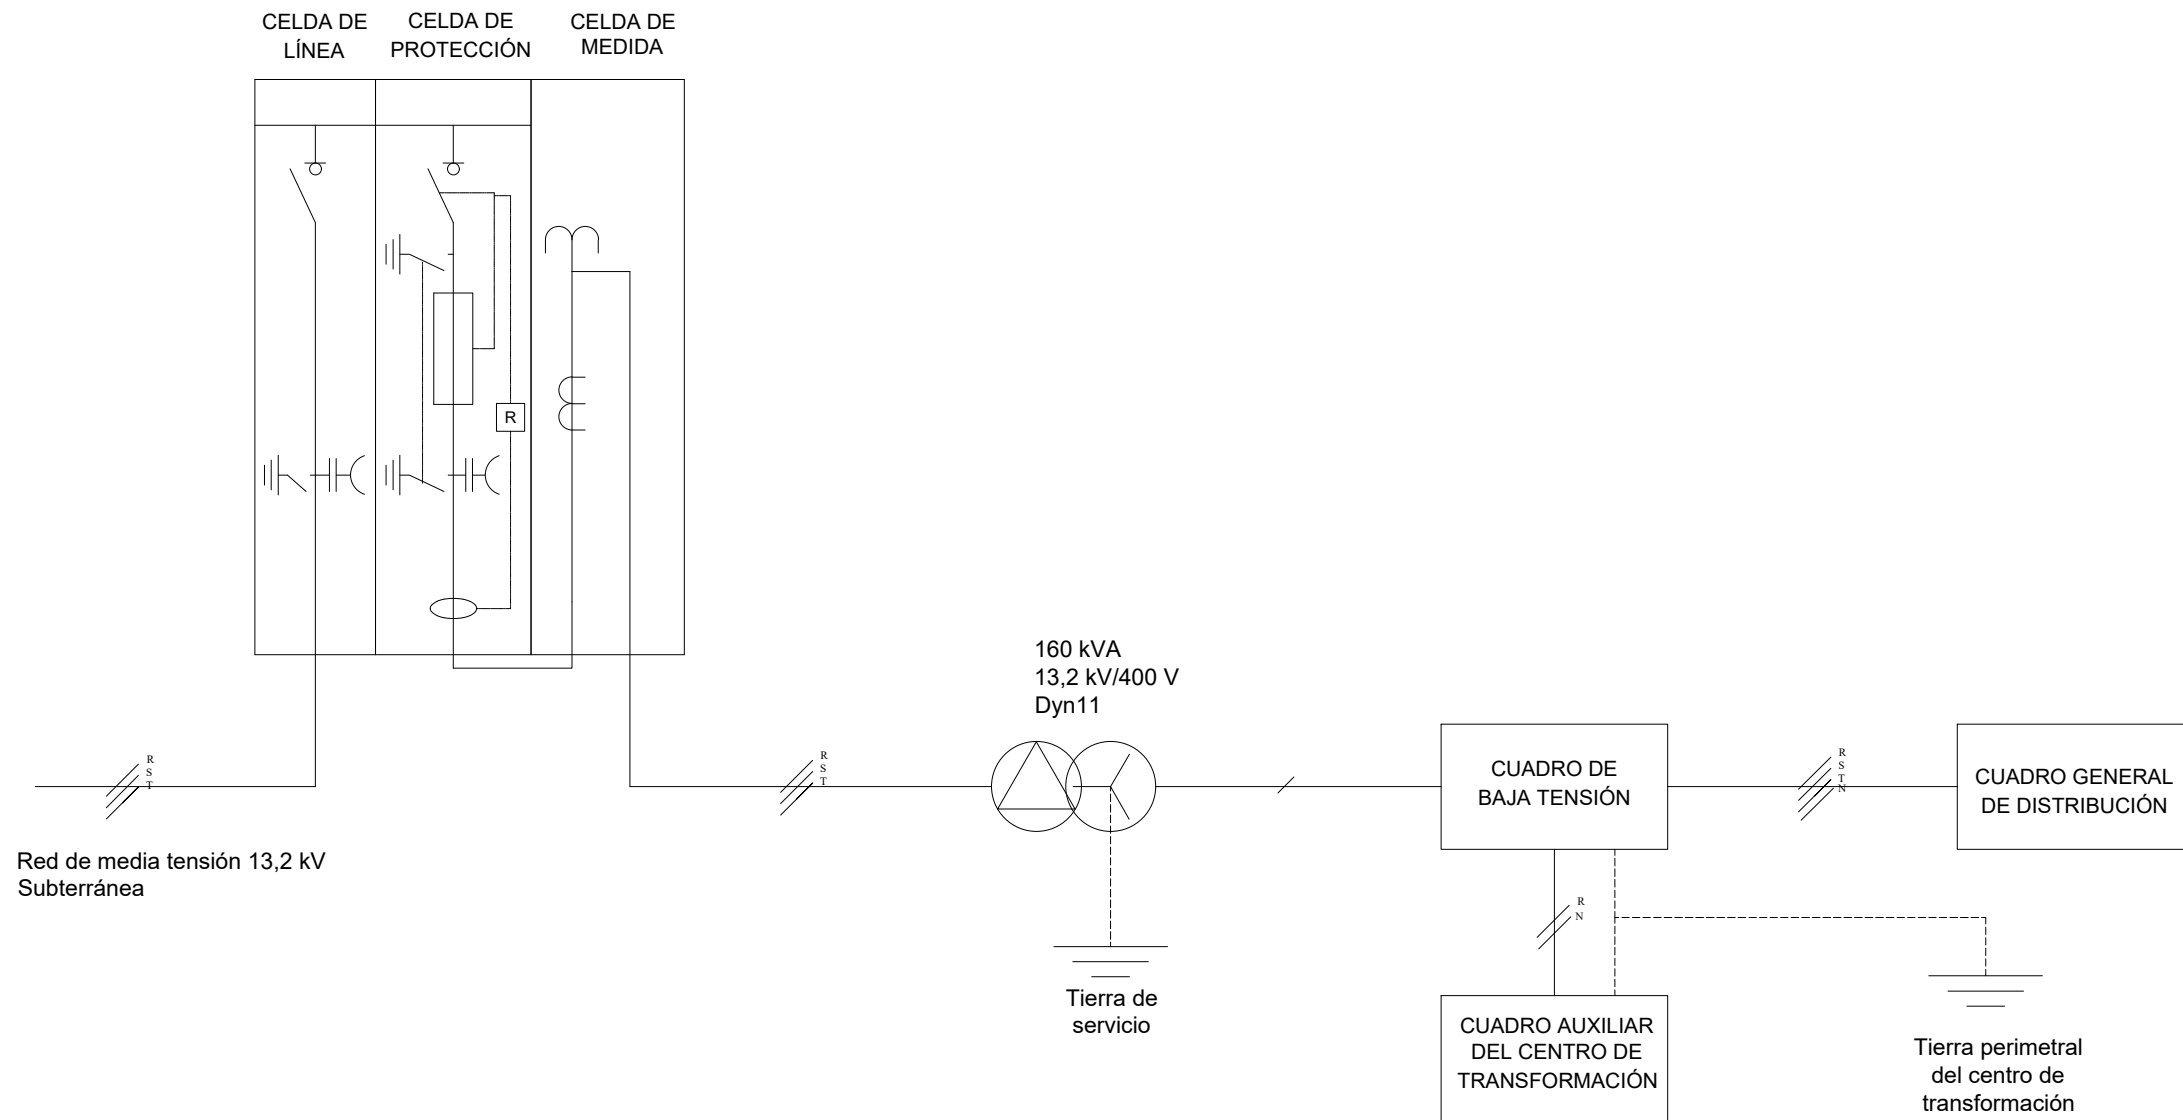 CELDA DE
LÍNEA
CELDA DE
PROTECCIÓN
CELDA DE
MEDIDA
R
160 kVA
13,2 kV/400 V
Dyn11
R
S
T
R
S
T
CUADRO DE
BAJA TENSIÓN
R
S
T
N
CUADRO GENERAL
DE DISTRIBUCIÓN
Red de media tensión 13,2 kV
Subterránea
R
N
Tierra de
servicio
CUADRO AUXILIAR
DEL CENTRO DE
TRANSFORMACIÓN
Tierra perimetral
del centro de
transformación